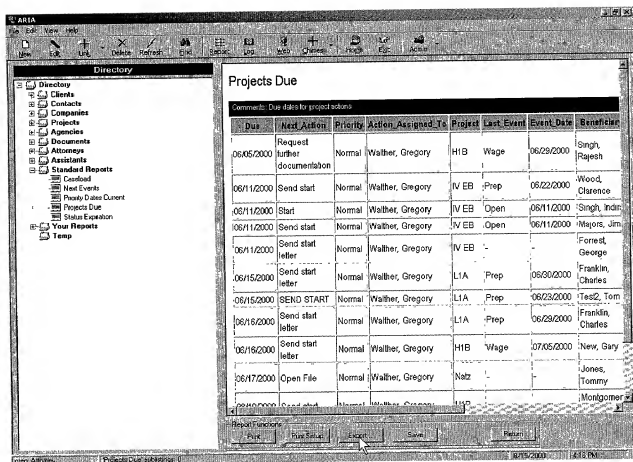 ARIA
File Edit View Help
New Edit Link Delete Refresh Find Report Log Web Home Exit
Directory
Directory
Clients
Contacts
Companies
Projects
Agencies
Documents
Attorneys
Assistants
Standard Reports
Caseload
Next Events
Priority Dates Current
Projects Due
Status Expiration
Your Reports
Temp
Projects Due
Comments: Due dates for project actions
Due Next_Action Priority Action_Assigned_To Project Last_Event Event_Date Beneficiar
06/05/2000 Request further documentation Normal Walther, Gregory H1B Wage 06/29/2000 Singh, Rajesh
06/11/2000 Send start Normal Walther, Gregory IV EB Prep 06/22/2000 Wood, Clarence
06/11/2000 Start Normal Walther, Gregory IV EB Open 06/11/2000 Singh,
06/11/2000 Send start Normal Walther, Gregory IV EB Open 06/11/2000 Majors, Jim
06/11/2000 Send start letter Normal Walther, Gregory IV EB - - Forrest, George
06/15/2000 Send start letter Normal Walther, Gregory L1A Prep 06/30/2000 Franklin, Charles
06/15/2000 SEND START Normal Walther, Gregory L1A Prep 06/23/2000 Test2, Tom
06/16/2000 Send start letter Normal Walther, Gregory L1A Prep 06/29/2000 Franklin, Charles
06/16/2000 Send start letter Normal Walther, Gregory H1B Wage 07/05/2000 New, Gary
06/17/2000 Open File Normal Walther, Gregory Natz - - Jones, Tommy
Montgomer
Report Functions
Print Print Setup Export Save Return
'Projects Due' sublistings: 0 8/15/2000 4:16 PM